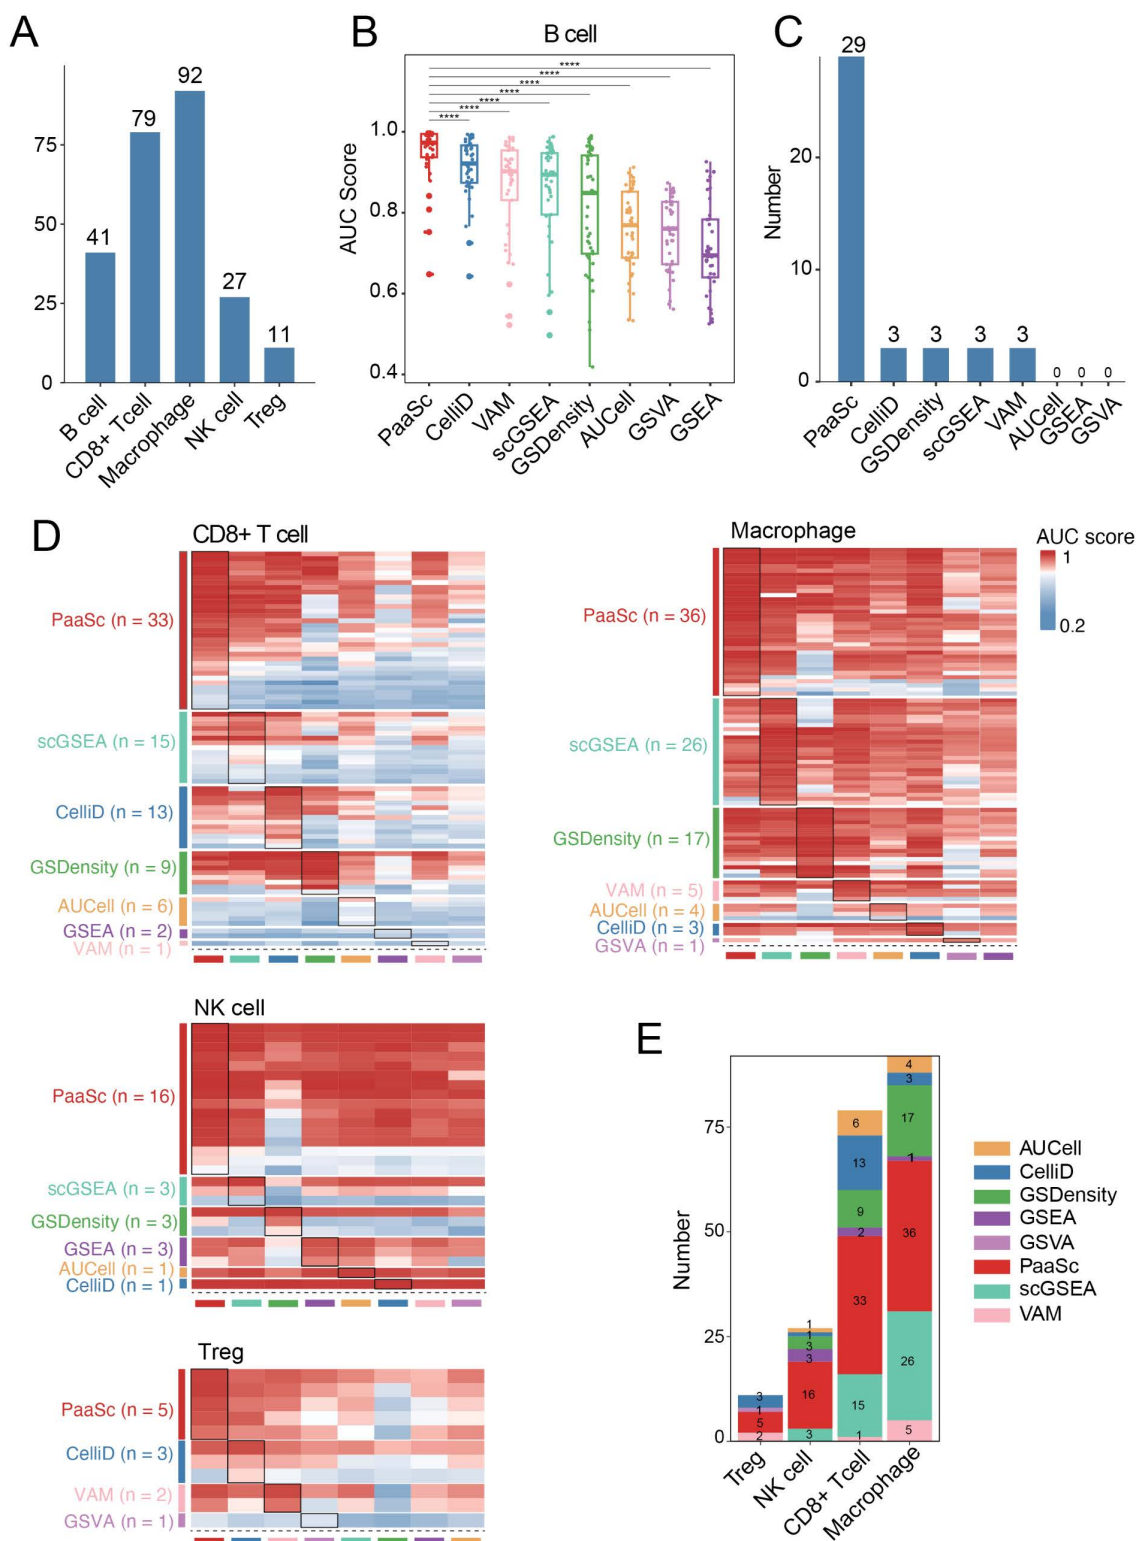 A
92
79
75
50
41
27
25
11
0
B cell
CD8+ Tcell
Macrophage
NK cell
Treg
B
B cell
****
****
****
****
****
****
****
AUC Score
1.0
0.8
0.6
0.4
PaaSc
CelliD
VAM
scGSEA
GSDensity
AUCell
GSVA
GSEA
C
29
Number
20
10
0
3
3
3
3
0
0
0
PaaSc
CelliD
GSDensity
scGSEA
VAM
AUCell
GSEA
GSVA
D
CD8+ T cell
PaaSc (n = 33)
scGSEA (n = 15)
CelliD (n = 13)
GSDensity (n = 9)
AUCell (n = 6)
GSEA (n = 2)
VAM (n = 1)
Macrophage
PaaSc (n = 36)
scGSEA (n = 26)
GSDensity (n = 17)
VAM (n = 5)
AUCell (n = 4)
CelliD (n = 3)
GSVA (n = 1)
AUC score
1
0.2
NK cell
PaaSc (n = 16)
scGSEA (n = 3)
GSDensity (n = 3)
GSEA (n = 3)
AUCell (n = 1)
CelliD (n = 1)
Treg
PaaSc (n = 5)
CelliD (n = 3)
VAM (n = 2)
GSVA (n = 1)
E
Number
75
50
25
0
3
1
5
2
1
1
3
3
16
3
6
13
9
2
33
15
1
4
3
17
1
36
26
5
Treg
NK cell
CD8+ Tcell
Macrophage
AUCell
CelliD
GSDensity
GSEA
GSVA
PaaSc
scGSEA
VAM